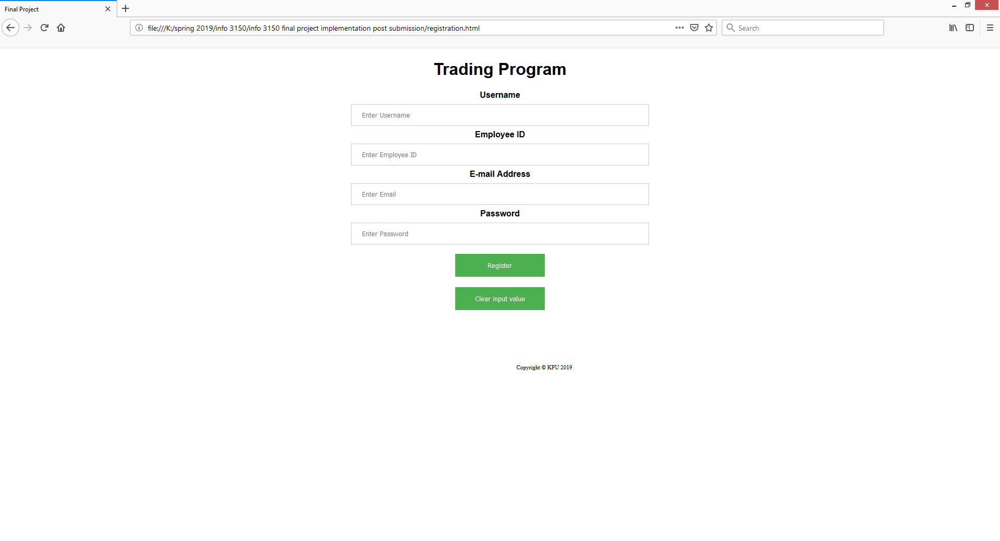 Final Project
file:///K:/spring 2019/info 3150/info 3150 final project implementation post submission/registration.html
Search
Trading Program
Username
Enter Username
Employee ID
Enter Employee ID
E-mail Address
Enter Email
Password
Enter Password
Register
Clear input value
Copyright © KPU 2019